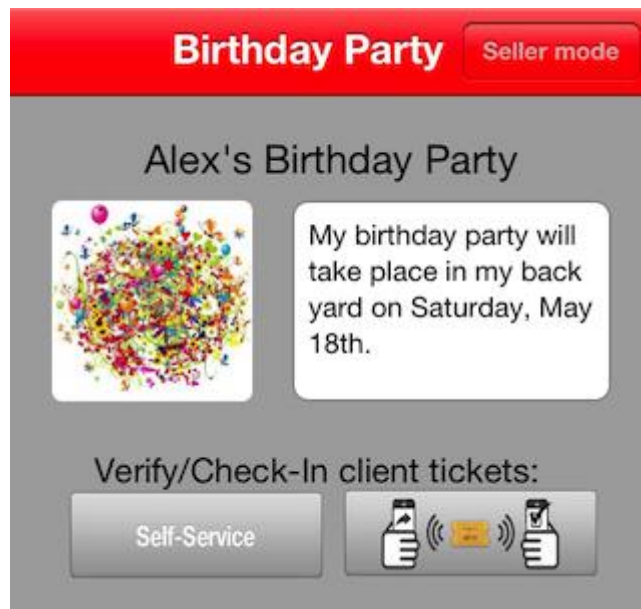 Birthday Party
Seller mode
Alex's Birthday Party
My birthday party will
take place in my back
yard on Saturday, May
18th.
Verify/Check-In client tickets:
Self-Service